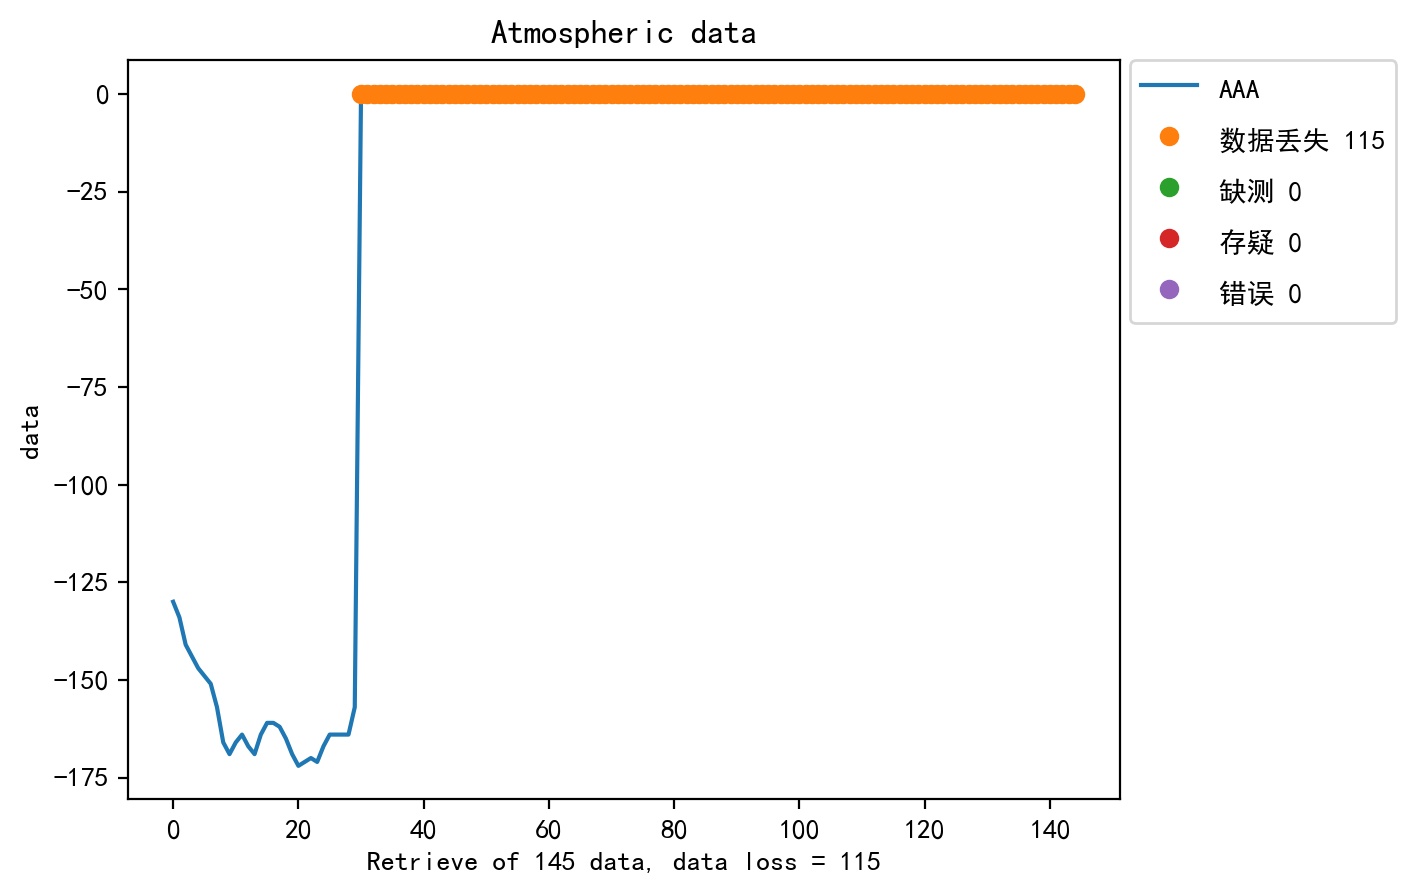 Atmospheric data
AAA
数据丢失 115
缺测 0
存疑 0
错误 0
data
0
−25
−50
−75
−100
−125
−150
−175
0 20 40 60 80 100 120 140
Retrieve of 145 data, data loss = 115